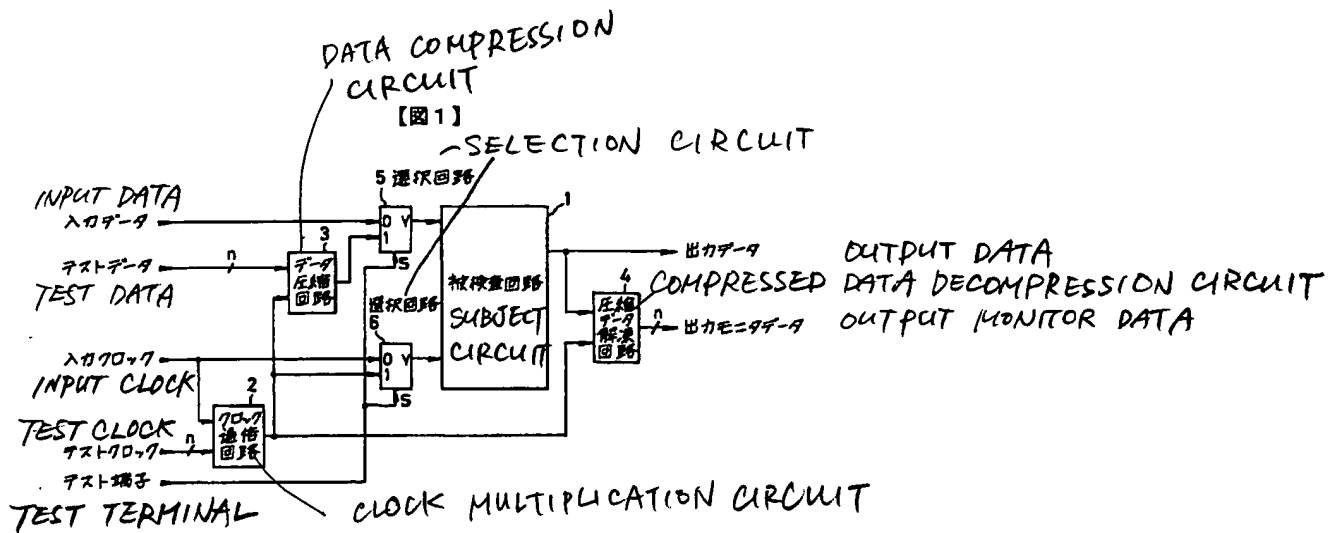 DATA COMPRESSION
CIRCUIT
【図1】
SELECTION CIRCUIT
5 選択回路
1
INPUT DATA
入力データ
0 Y
1
S
3
テストデータ
n
データ
圧縮
回路
TEST DATA
出力データ
OUTPUT DATA
4
COMPRESSED DATA DECOMPRESSION CIRCUIT
選択回路
6
被検査回路
SUBJECT
CIRCUIT
圧縮
データ
解凍
回路
n
出力モニタデータ
OUTPUT MONITOR DATA
入力クロック
INPUT CLOCK
0 Y
1
S
2
TEST CLOCK
テストクロック
n
クロック
逓倍
回路
テスト端子
TEST TERMINAL
CLOCK MULTIPLICATION CIRCUIT